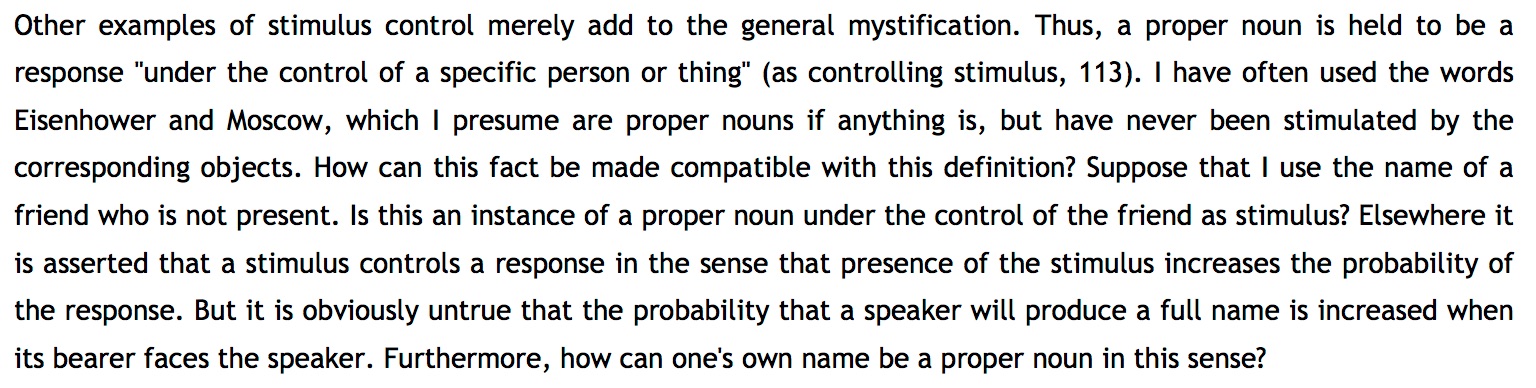 Other examples of stimulus control merely add to the general mystification. Thus, a proper noun is held to be a
response "under the control of a specific person or thing" (as controlling stimulus, 113). I have often used the words
Eisenhower and Moscow, which I presume are proper nouns if anything is, but have never been stimulated by the
corresponding objects. How can this fact be made compatible with this definition? Suppose that I use the name of a
friend who is not present. Is this an instance of a proper noun under the control of the friend as stimulus? Elsewhere it
is asserted that a stimulus controls a response in the sense that presence of the stimulus increases the probability of
the response. But it is obviously untrue that the probability that a speaker will produce a full name is increased when
its bearer faces the speaker. Furthermore, how can one's own name be a proper noun in this sense?